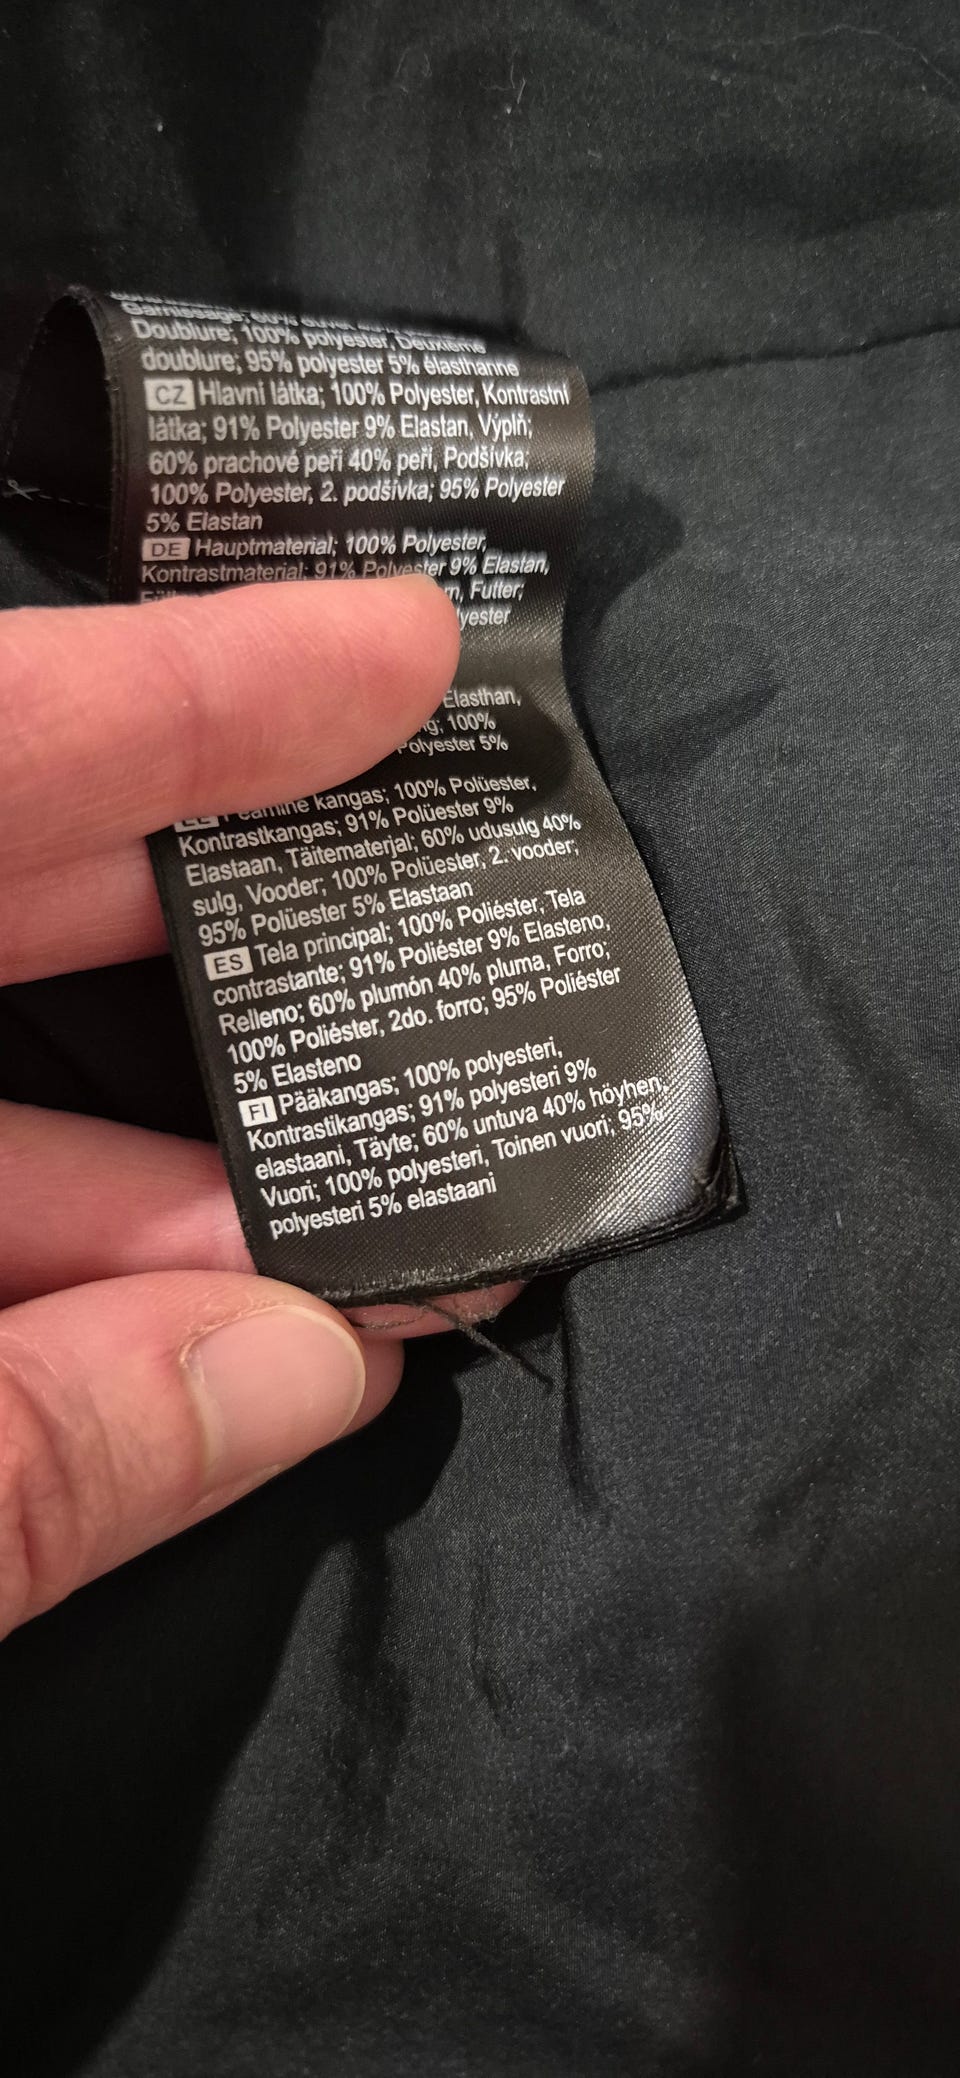 Doublure; 100% polyester, Deuxième
doublure; 95% polyester 5% élasthanne
CZ Hlavní látka; 100% Polyester, Kontrastní
látka; 91% Polyester 9% Elastan, Výplň;
60% prachové peří 40% peří, Podšívka;
100% Polyester, 2. podšívka; 95% Polyester
5% Elastan
DE Hauptmaterial; 100% Polyester,
Kontrastmaterial; 91% Polyester 9% Elastan,
Futter;
Elasthan,
100%
Polyester 5%
kangas; 100% Polüester,
Kontrastkangas; 91% Polüester 9%
Elastaan, Täitematerjal; 60% udusulg 40%
sulg, Vooder; 100% Polüester, 2. vooder;
95% Polüester 5% Elastaan
ES Tela principal; 100% Poliéster, Tela
contrastante; 91% Poliéster 9% Elasteno,
Relleno; 60% plumón 40% pluma, Forro;
100% Poliéster, 2do. forro; 95% Poliéster
5% Elasteno
FI Pääkangas; 100% polyesteri,
Kontrastikangas; 91% polyesteri 9%
elastaani, Täyte; 60% untuva 40% höyhen,
Vuori; 100% polyesteri, Toinen vuori, 95%
polyesteri 5% elastaani